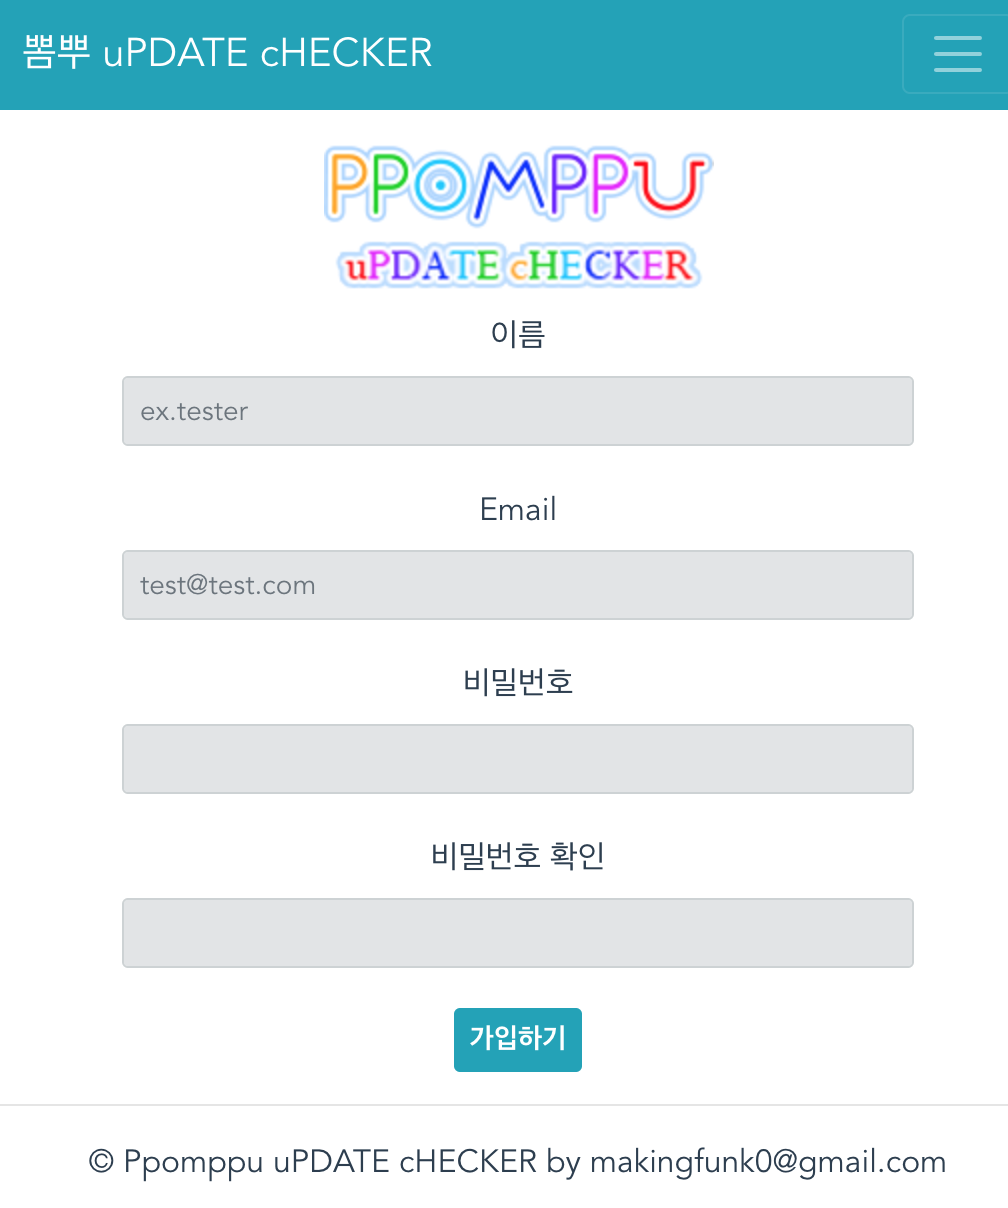 뽐뿌 uPDATE cHECKER
PPOMPPU
uPDATE cHECKER
이름
ex.tester
Email
test@test.com
비밀번호
비밀번호 확인
가입하기
© Ppomppu uPDATE cHECKER by makingfunk0@gmail.com